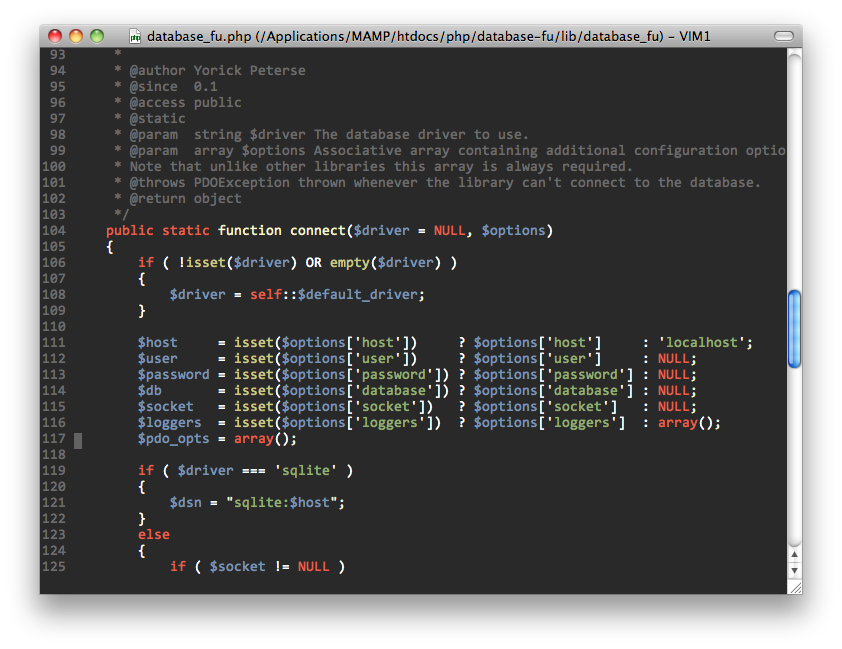 database_fu.php (/Applications/MAMP/htdocs/php/database-fu/lib/database_fu) – VIM1
93      *
94      * @author Yorick Peterse
95      * @since  0.1
96      * @access public
97      * @static
98      * @param  string $driver The database driver to use.
99      * @param  array $options Associative array containing additional configuration optio
100      * Note that unlike other libraries this array is always required.
101      * @throws PDOException thrown whenever the library can't connect to the database.
102      * @return object
103      */
104     public static function connect($driver = NULL, $options)
105     {
106         if ( !isset($driver) OR empty($driver) )
107         {
108             $driver = self::$default_driver;
109         }
110
111         $host     = isset($options['host'])     ? $options['host']     : 'localhost';
112         $user     = isset($options['user'])     ? $options['user']     : NULL;
113         $password = isset($options['password']) ? $options['password'] : NULL;
114         $db       = isset($options['database']) ? $options['database'] : NULL;
115         $socket   = isset($options['socket'])   ? $options['socket']   : NULL;
116         $loggers  = isset($options['loggers'])  ? $options['loggers']  : array();
117         $pdo_opts = array();
118
119         if ( $driver === 'sqlite' )
120         {
121             $dsn = "sqlite:$host";
122         }
123         else
124         {
125             if ( $socket != NULL )